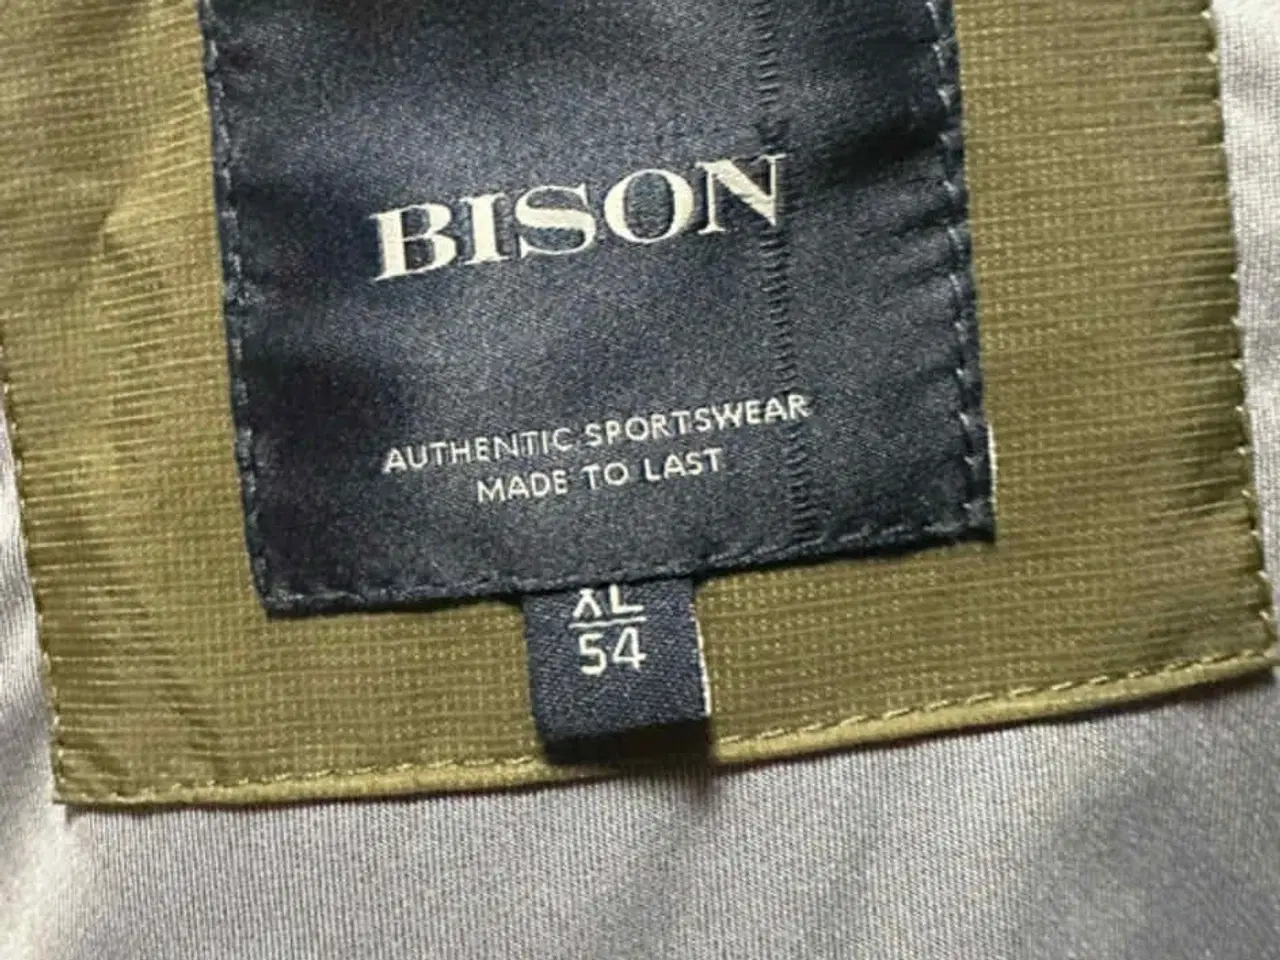 BISON
AUTHENTIC SPORTSWEAR
MADE TO LAST
XL
54